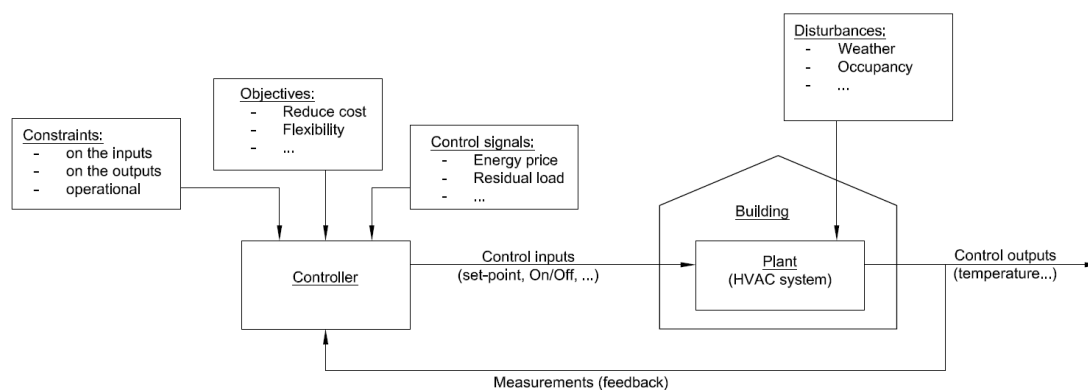 Disturbances:
- Weather
- Occupancy
- ...
Objectives:
- Reduce cost
- Flexibility
- ...
Constraints:
- on the inputs
- on the outputs
- operational
Control signals:
- Energy price
- Residual load
- ...
Building
Controller
Control inputs
(set-point, On/Off, ...)
Plant
(HVAC system)
Control outputs
(temperature...)
Measurements (feedback)